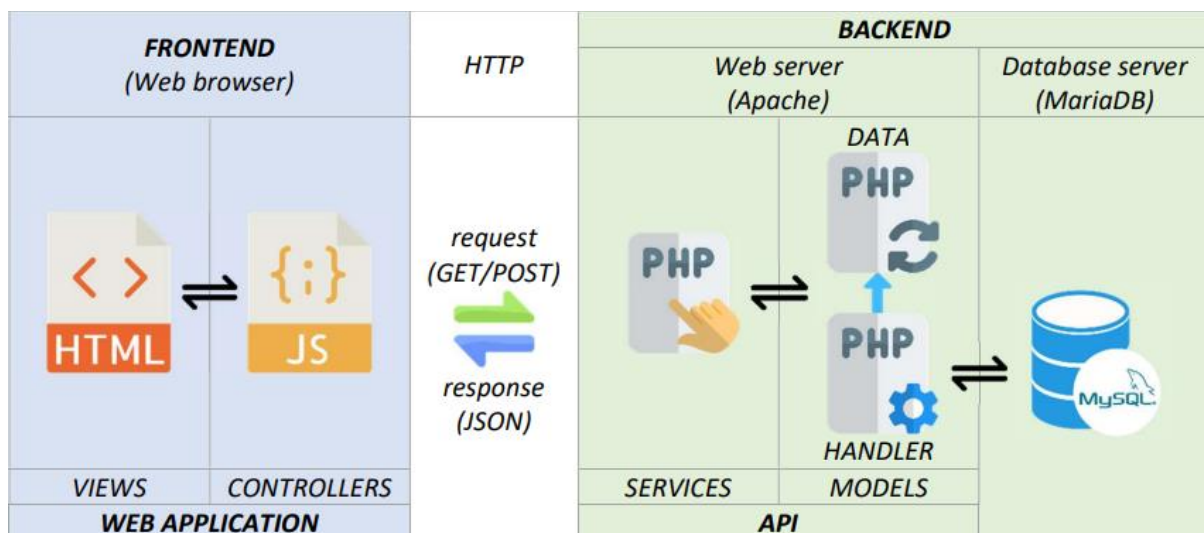 FRONTEND
(Web browser)
HTTP
BACKEND
Web server
(Apache)
Database server
(MariaDB)
HTML
JS
request
(GET/POST)
response
(JSON)
PHP
DATA
PHP
PHP
HANDLER
MySQL
VIEWS
CONTROLLERS
SERVICES
MODELS
WEB APPLICATION
API